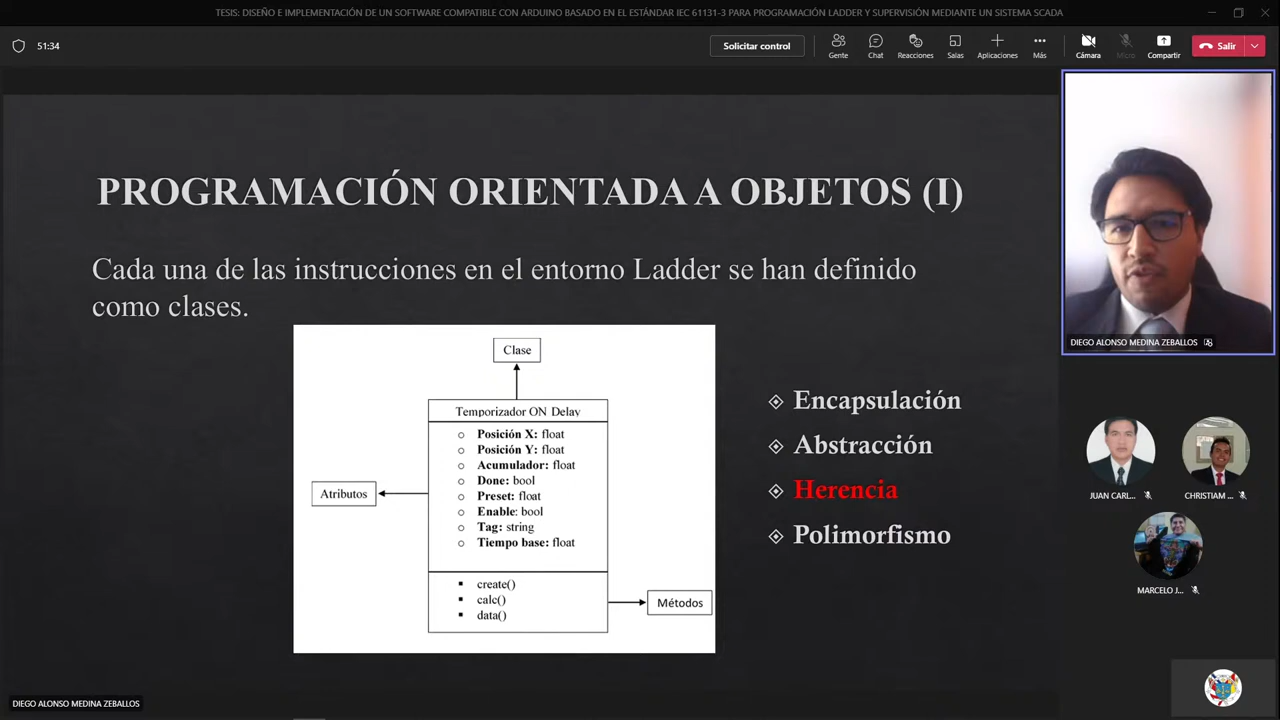 TESIS: DISEÑO E IMPLEMENTACIÓN DE UN SOFTWARE COMPATIBLE CON ARDUINO BASADO EN EL ESTÁNDAR IEC 61131-3 PARA PROGRAMACIÓN LADDER Y SUPERVISIÓN MEDIANTE UN SISTEMA SCADA
51:34
Solicitar control
Gente
Chat
Reacciones
Salas
Aplicaciones
Más
Cámara
Micro
Compartir
Salir
PROGRAMACIÓN ORIENTADA A OBJETOS (I)
Cada una de las instrucciones en el entorno Ladder se han definido
como clases.
Clase
Temporizador ON Delay
Posición X: float
Posición Y: float
Acumulador: float
Done: bool
Preset: float
Enable: bool
Tag: string
Tiempo base: float
Atributos
create()
calc()
data()
Métodos
Encapsulación
Abstracción
Herencia
Polimorfismo
DIEGO ALONSO MEDINA ZEBALLOS
JUAN CARL...
CHRISTIAM ...
MARCELO J...
DIEGO ALONSO MEDINA ZEBALLOS